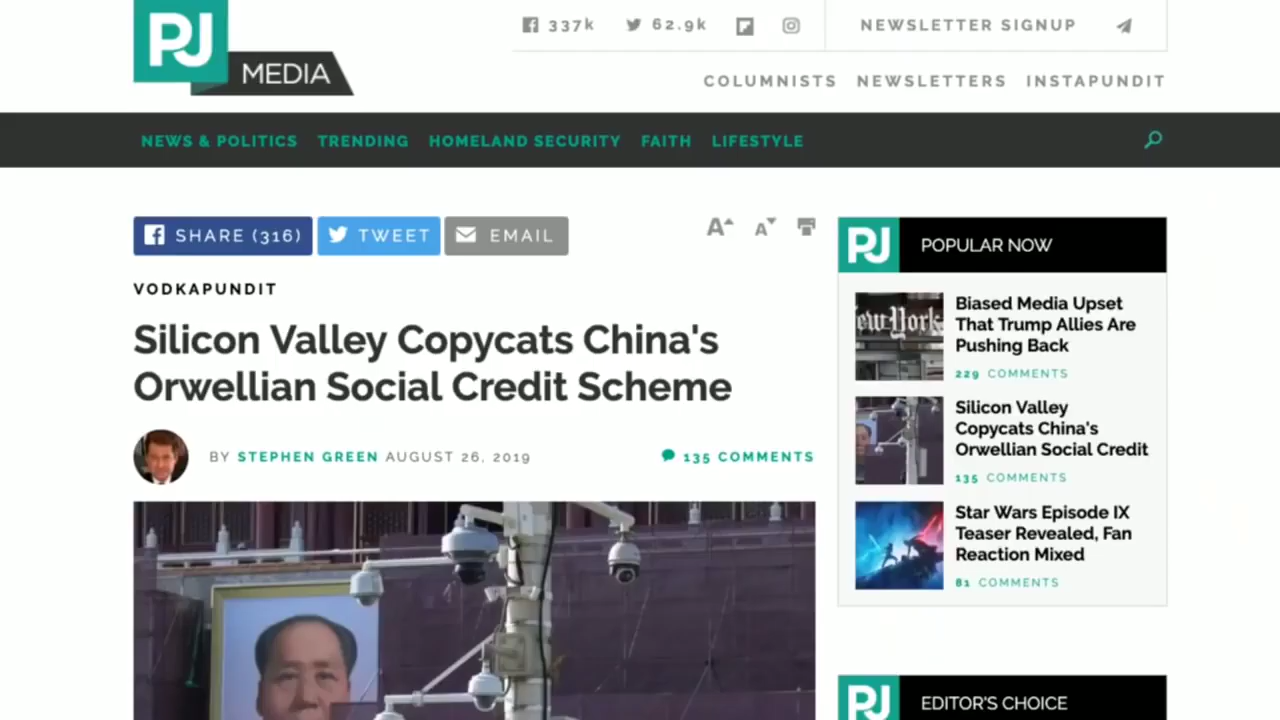 PJ
MEDIA
337k
62.9k
NEWSLETTER SIGNUP
COLUMNISTS NEWSLETTERS INSTAPUNDIT
NEWS & POLITICS TRENDING HOMELAND SECURITY FAITH LIFESTYLE
SHARE (316) TWEET EMAIL
A A
VODKAPUNDIT
Silicon Valley Copycats China's
Orwellian Social Credit Scheme
BY STEPHEN GREEN AUGUST 26, 2019
135 COMMENTS
PJ POPULAR NOW
ew York
Biased Media Upset
That Trump Allies Are
Pushing Back
229 COMMENTS
Silicon Valley
Copycats China's
Orwellian Social Credit
135 COMMENTS
Star Wars Episode IX
Teaser Revealed, Fan
Reaction Mixed
81 COMMENTS
PJ EDITOR'S CHOICE